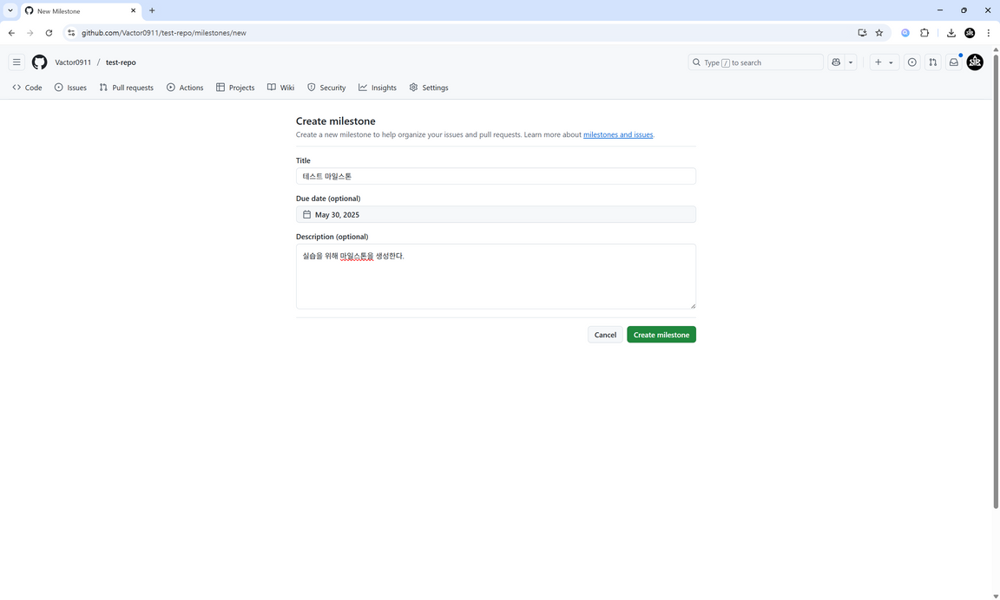 New Milestone
github.com/Vactor0911/test-repo/milestones/new
Vactor0911 / test-repo
Type / to search
Code Issues Pull requests Actions Projects Wiki Security Insights Settings
Create milestone
Create a new milestone to help organize your issues and pull requests. Learn more about milestones and issues.
Title
테스트 마일스톤
Due date (optional)
May 30, 2025
Description (optional)
실습을 위해 마일스톤을 생성한다.
Cancel Create milestone